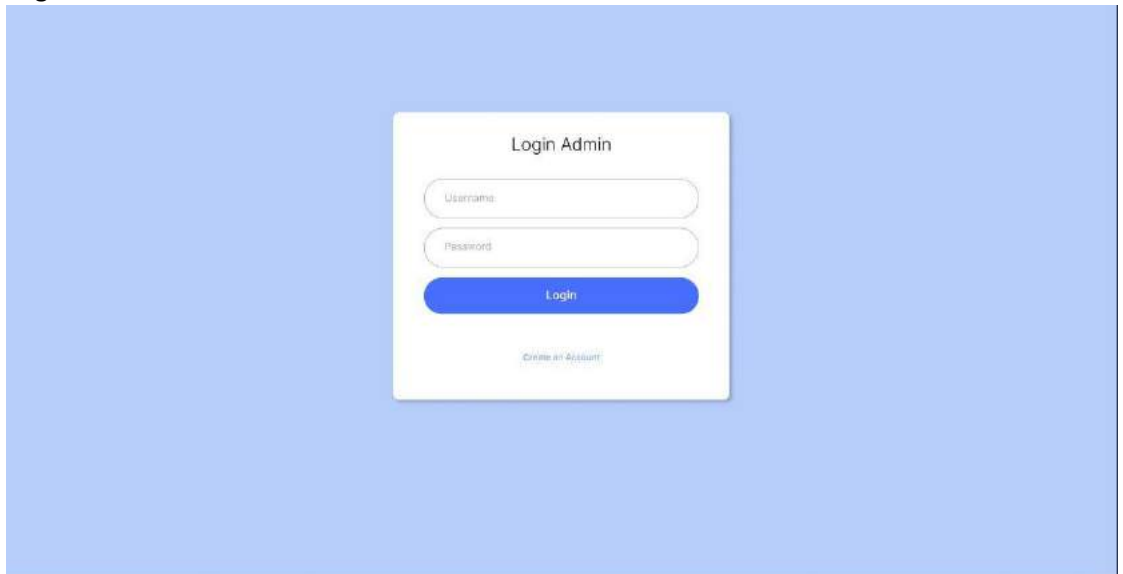 Login Admin
Username
Password
Login
Create an Account